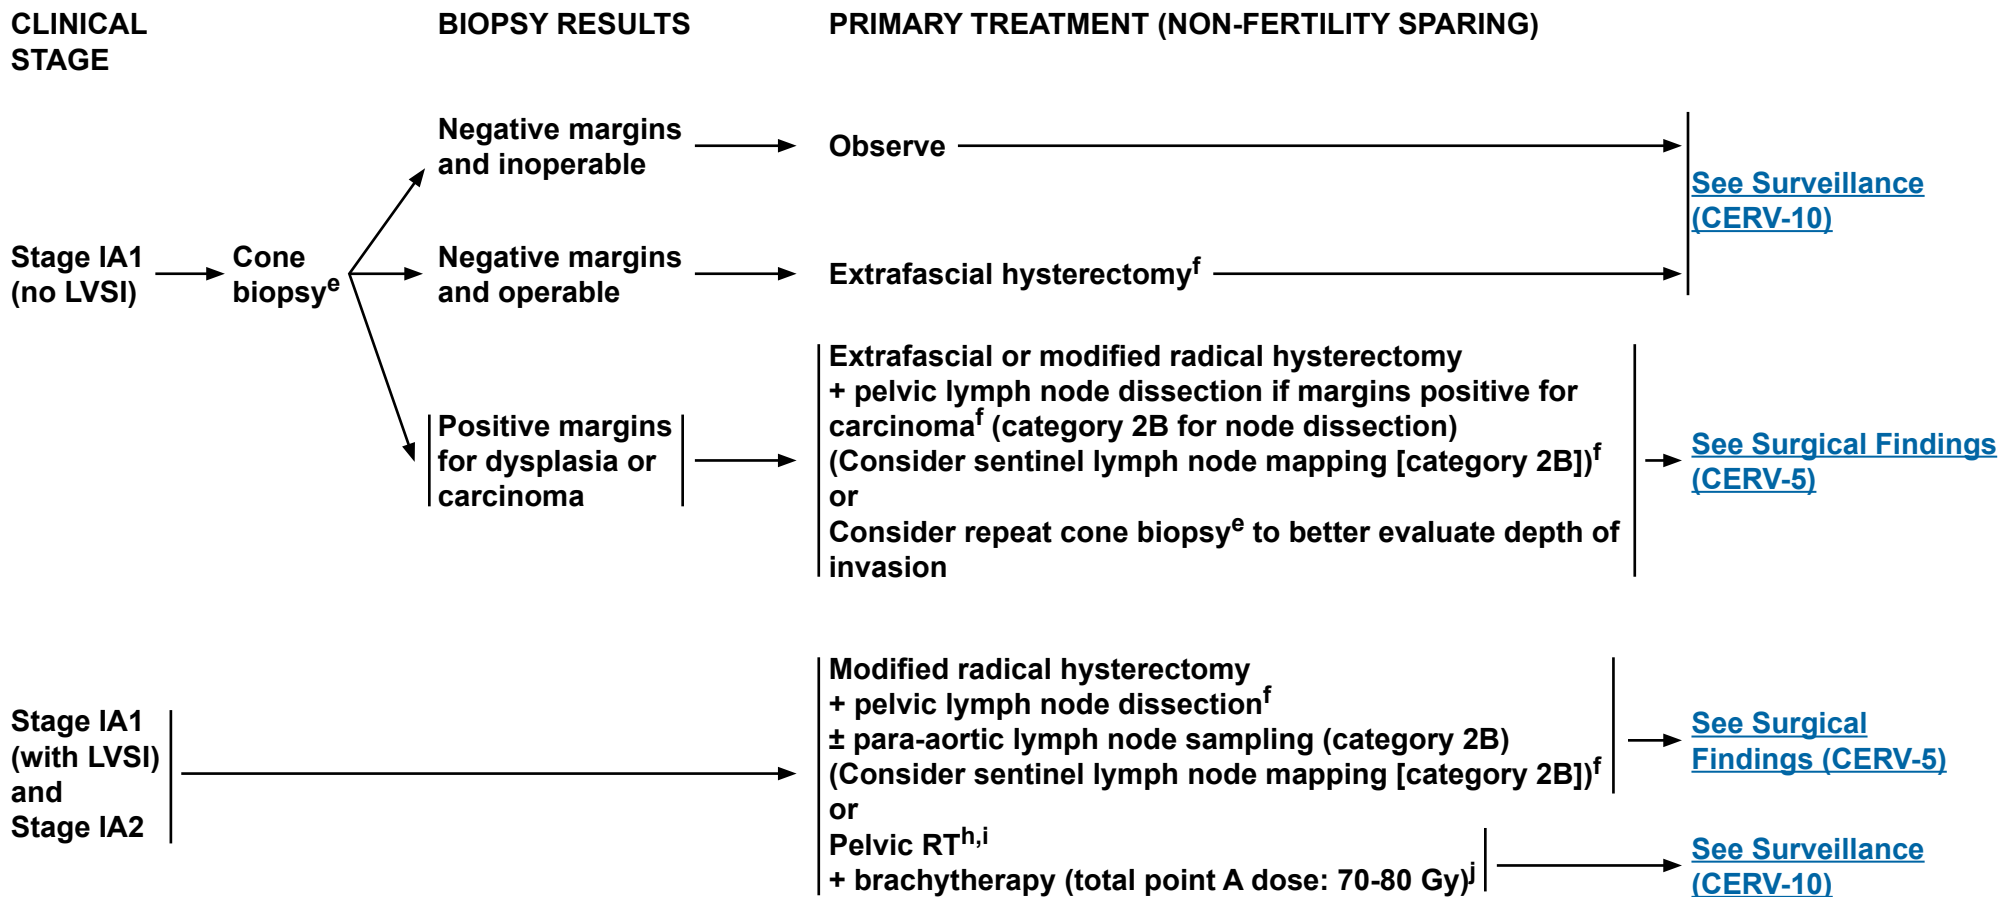 CLINICAL
STAGE
BIOPSY RESULTS
PRIMARY TREATMENT (NON-FERTILITY SPARING)
Stage IA1
(no LVSI)
Cone
biopsyᵉ
Negative margins
and inoperable
Observe
See Surveillance
(CERV-10)
Negative margins
and operable
Extrafascial hysterectomyᶠ
Positive margins
for dysplasia or
carcinoma
Extrafascial or modified radical hysterectomy
+ pelvic lymph node dissection if margins positive for
carcinomaᶠ (category 2B for node dissection)
(Consider sentinel lymph node mapping [category 2B])ᶠ
or
Consider repeat cone biopsyᵉ to better evaluate depth of
invasion
See Surgical Findings
(CERV-5)
Stage IA1
(with LVSI)
and
Stage IA2
Modified radical hysterectomy
+ pelvic lymph node dissectionᶠ
± para-aortic lymph node sampling (category 2B)
(Consider sentinel lymph node mapping [category 2B])ᶠ
or
Pelvic RTʰ,ⁱ
+ brachytherapy (total point A dose: 70-80 Gy)ʲ
See Surgical
Findings (CERV-5)
See Surveillance
(CERV-10)